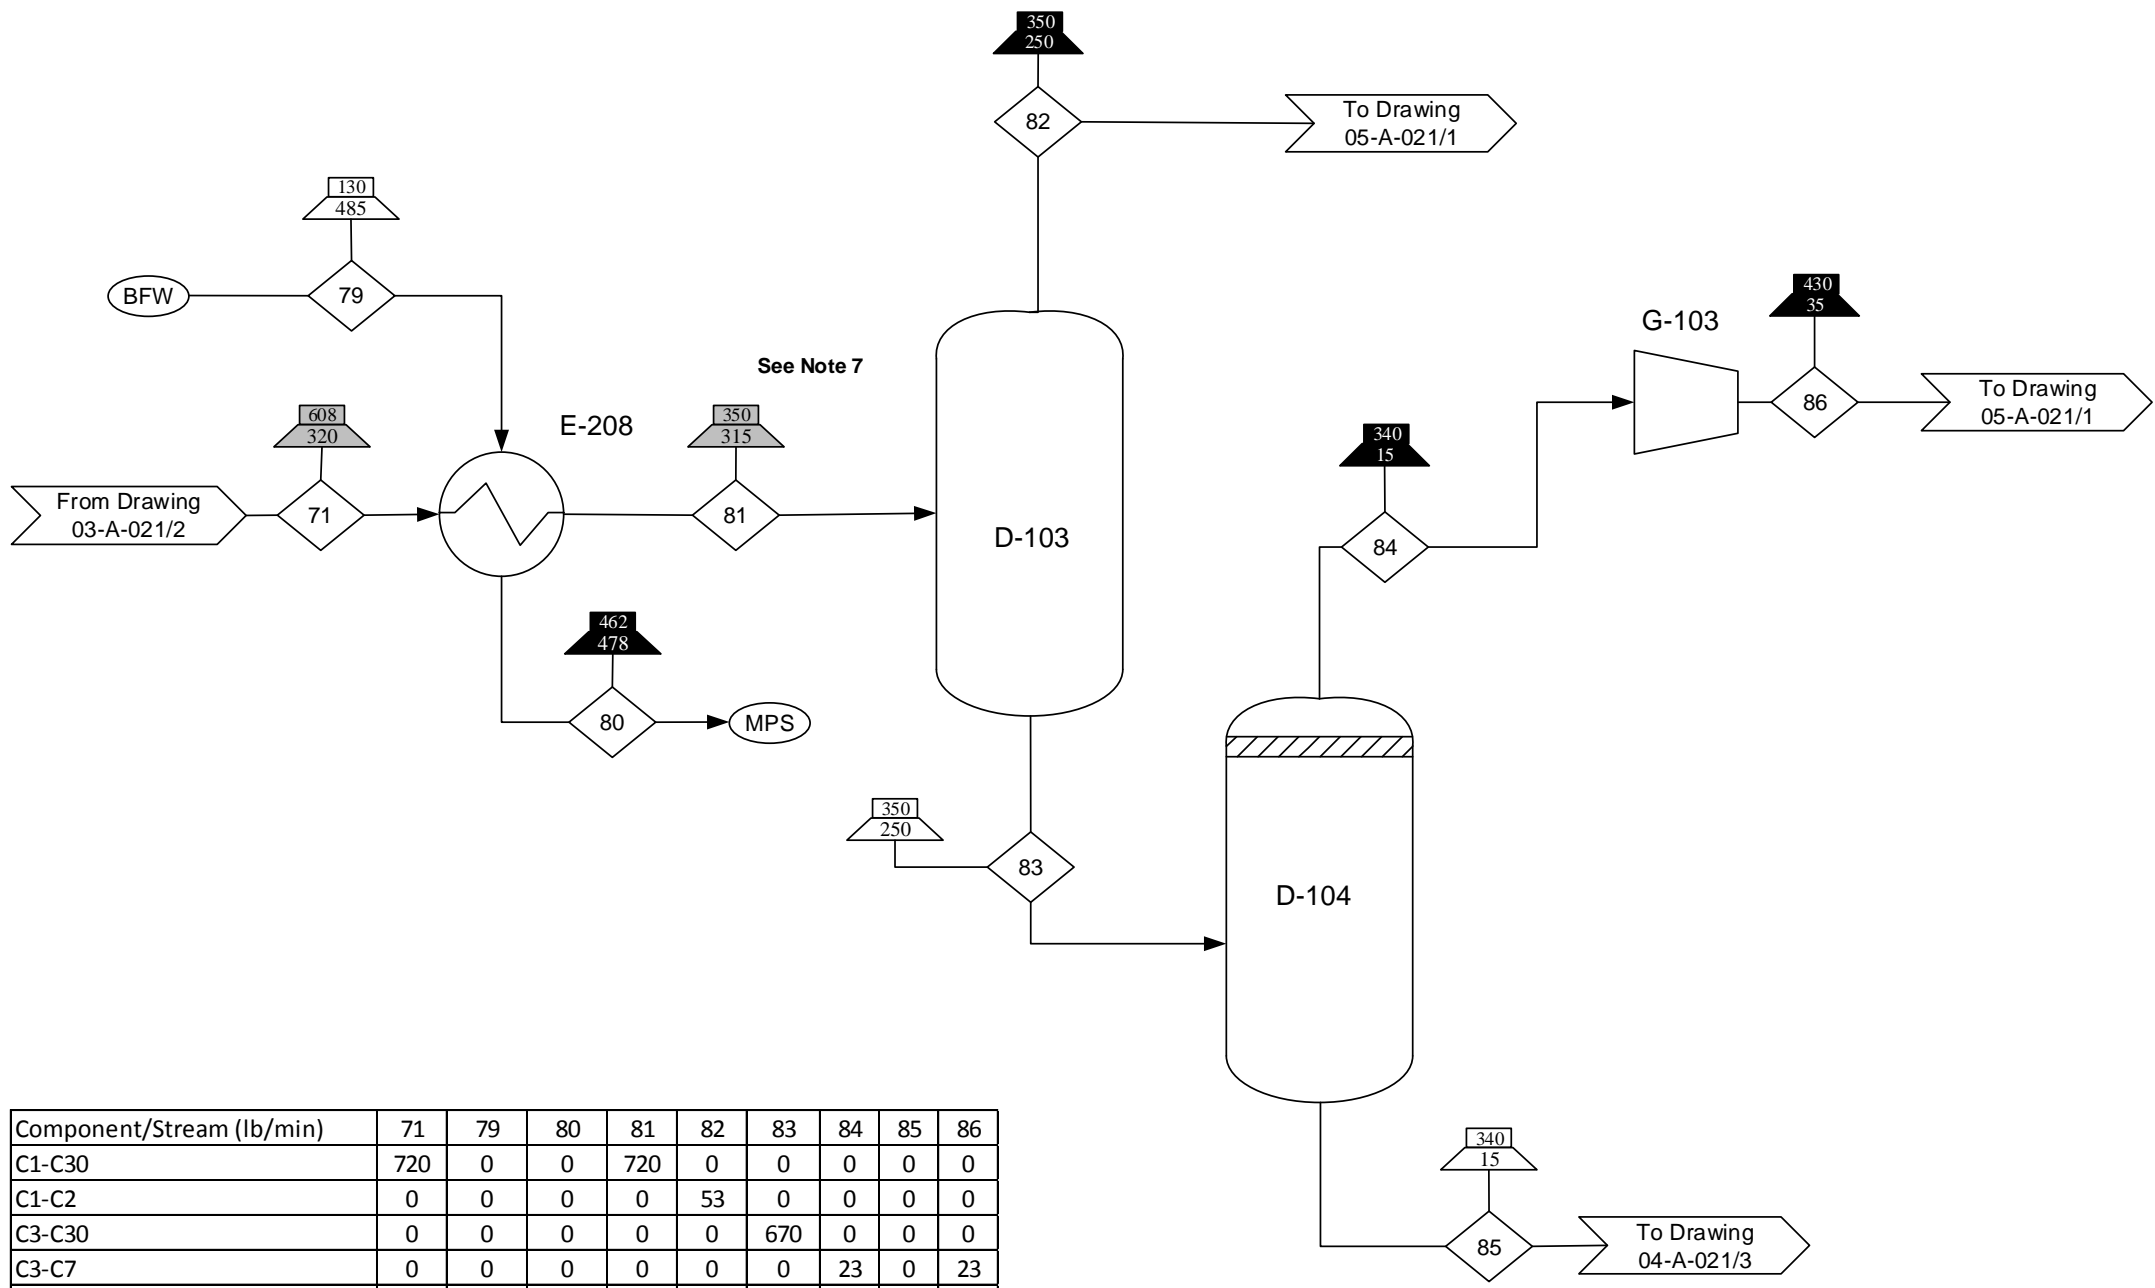 350
250
82
To Drawing
05-A-021/1
130
485
BFW
79
430
35
G-103
86
To Drawing
05-A-021/1
See Note 7
608
320
E-208
350
315
340
15
From Drawing
03-A-021/2
71
81
D-103
84
462
478
80
MPS
350
250
83
D-104
Component/Stream (lb/min) 71 79 80 81 82 83 84 85 86
C1-C30 720 0 0 720 0 0 0 0 0
C1-C2 0 0 0 0 53 0 0 0 0
C3-C30 0 0 0 0 0 670 0 0 0
C3-C7 0 0 0 0 0 0 23 0 23
340
15
85
To Drawing
04-A-021/3